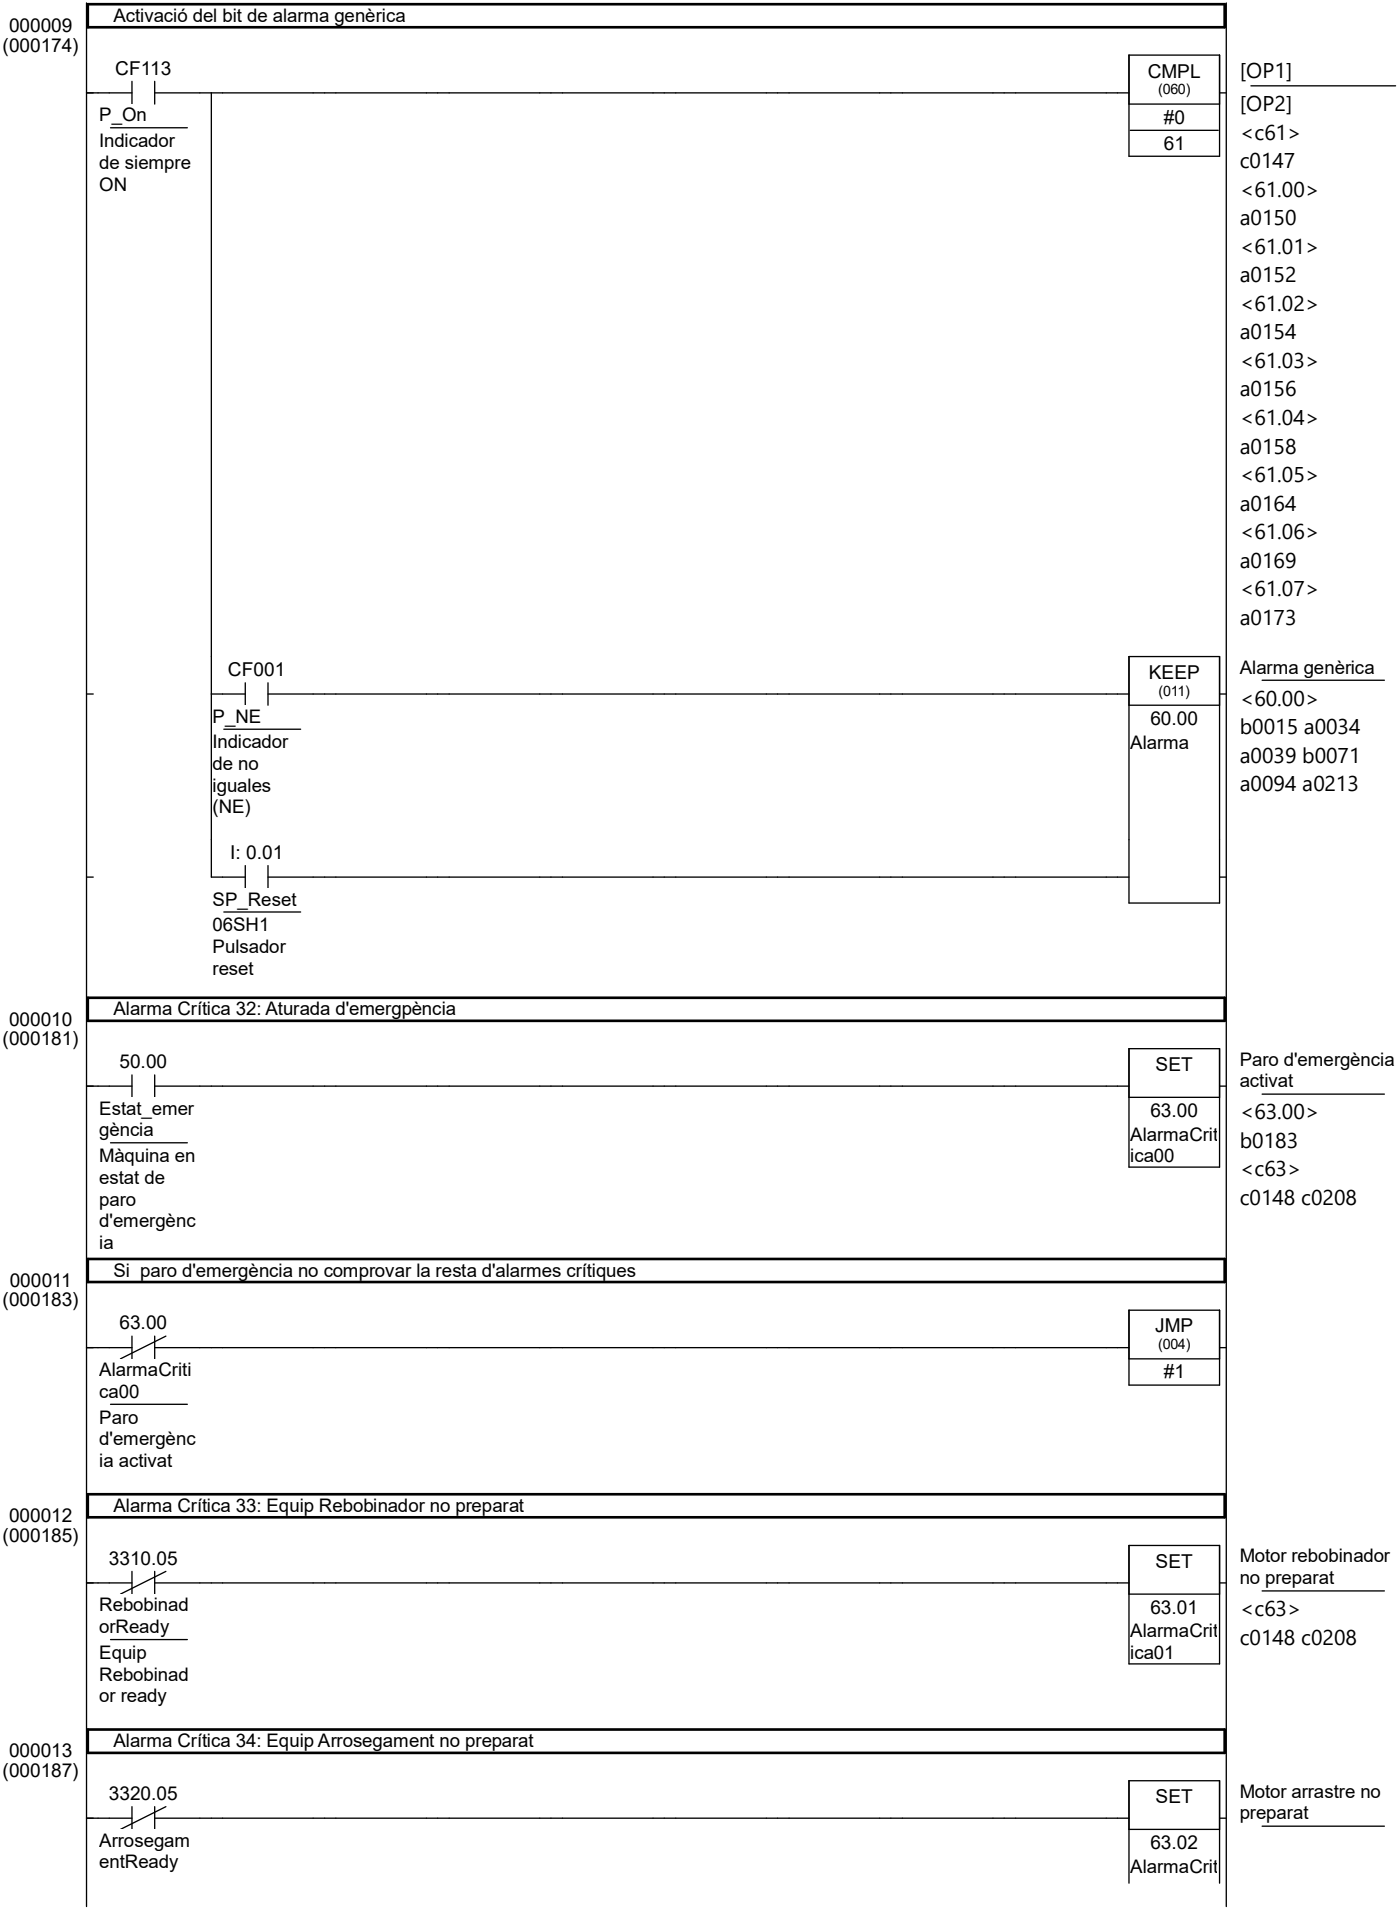 000009
(000174)
Activació del bit de alarma genèrica
CF113
P_On
Indicador
de siempre
ON
CMPL
(060)
#0
61
[OP1]
[OP2]
<c61>
c0147
<61.00>
a0150
<61.01>
a0152
<61.02>
a0154
<61.03>
a0156
<61.04>
a0158
<61.05>
a0164
<61.06>
a0169
<61.07>
a0173
CF001
P_NE
Indicador
de no
iguales
(NE)
KEEP
(011)
60.00
Alarma
Alarma genèrica
<60.00>
b0015 a0034
a0039 b0071
a0094 a0213
I: 0.01
SP_Reset
06SH1
Pulsador
reset
000010
(000181)
Alarma Crítica 32: Aturada d'emergpència
50.00
Estat_emer
gència
Màquina en
estat de
paro
d'emergènc
ia
SET
63.00
AlarmaCrit
ica00
Paro d'emergència
activat
<63.00>
b0183
<c63>
c0148 c0208
000011
(000183)
Si  paro d'emergència no comprovar la resta d'alarmes crítiques
63.00
AlarmaCriti
ca00
Paro
d'emergènc
ia activat
JMP
(004)
#1
000012
(000185)
Alarma Crítica 33: Equip Rebobinador no preparat
3310.05
Rebobinad
orReady
Equip
Rebobinad
or ready
SET
63.01
AlarmaCrit
ica01
Motor rebobinador
no preparat
<c63>
c0148 c0208
000013
(000187)
Alarma Crítica 34: Equip Arrosegament no preparat
3320.05
Arrosegam
entReady
SET
63.02
AlarmaCrit
Motor arrastre no
preparat